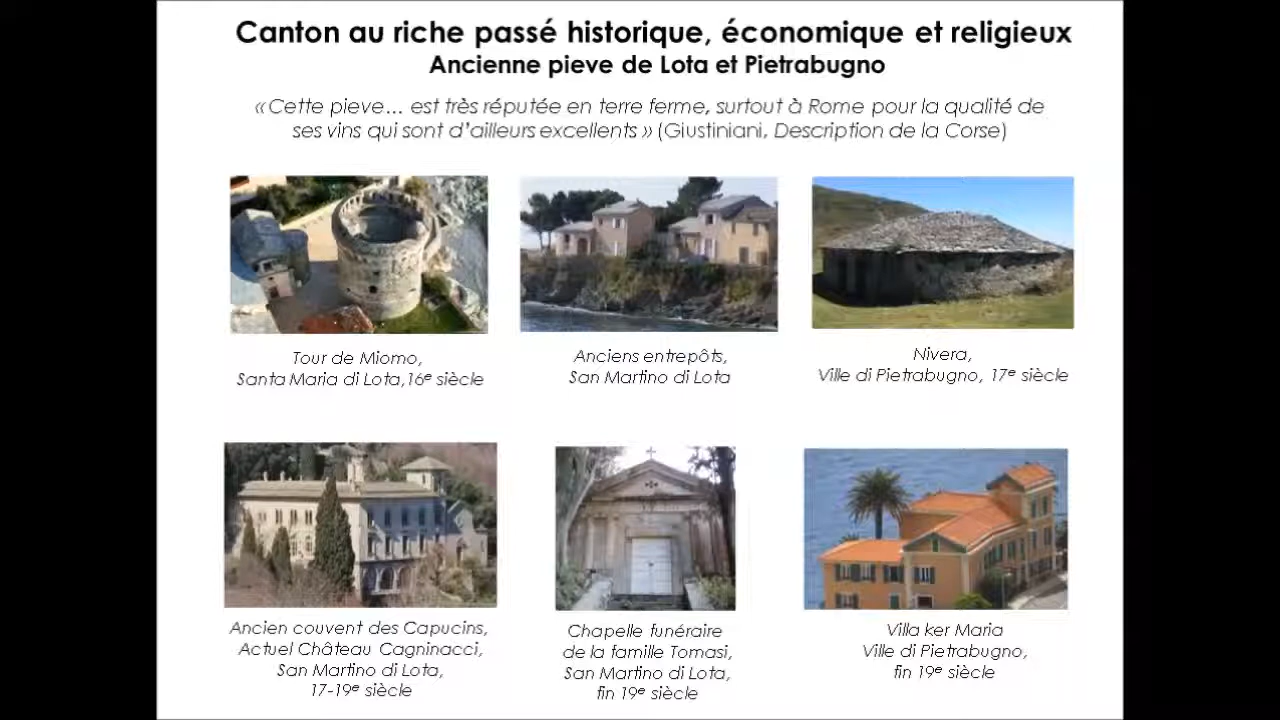 Canton au riche passé historique, économique et religieux
Ancienne pieve de Lota et Pietrabugno
« Cette pieve... est très réputée en terre ferme, surtout à Rome pour la qualité de
ses vins qui sont d'ailleurs excellents » (Giustiniani, Description de la Corse)
Tour de Miomo,
Santa Maria di Lota,16e siècle
Anciens entrepôts,
San Martino di Lota
Nivera,
Ville di Pietrabugno, 17e siècle
Ancien couvent des Capucins,
Actuel Château Cagninacci,
San Martino di Lota,
17-19e siècle
Chapelle funéraire
de la famille Tomasi,
San Martino di Lota,
fin 19e siècle
Villa ker Maria
Ville di Pietrabugno,
fin 19e siècle